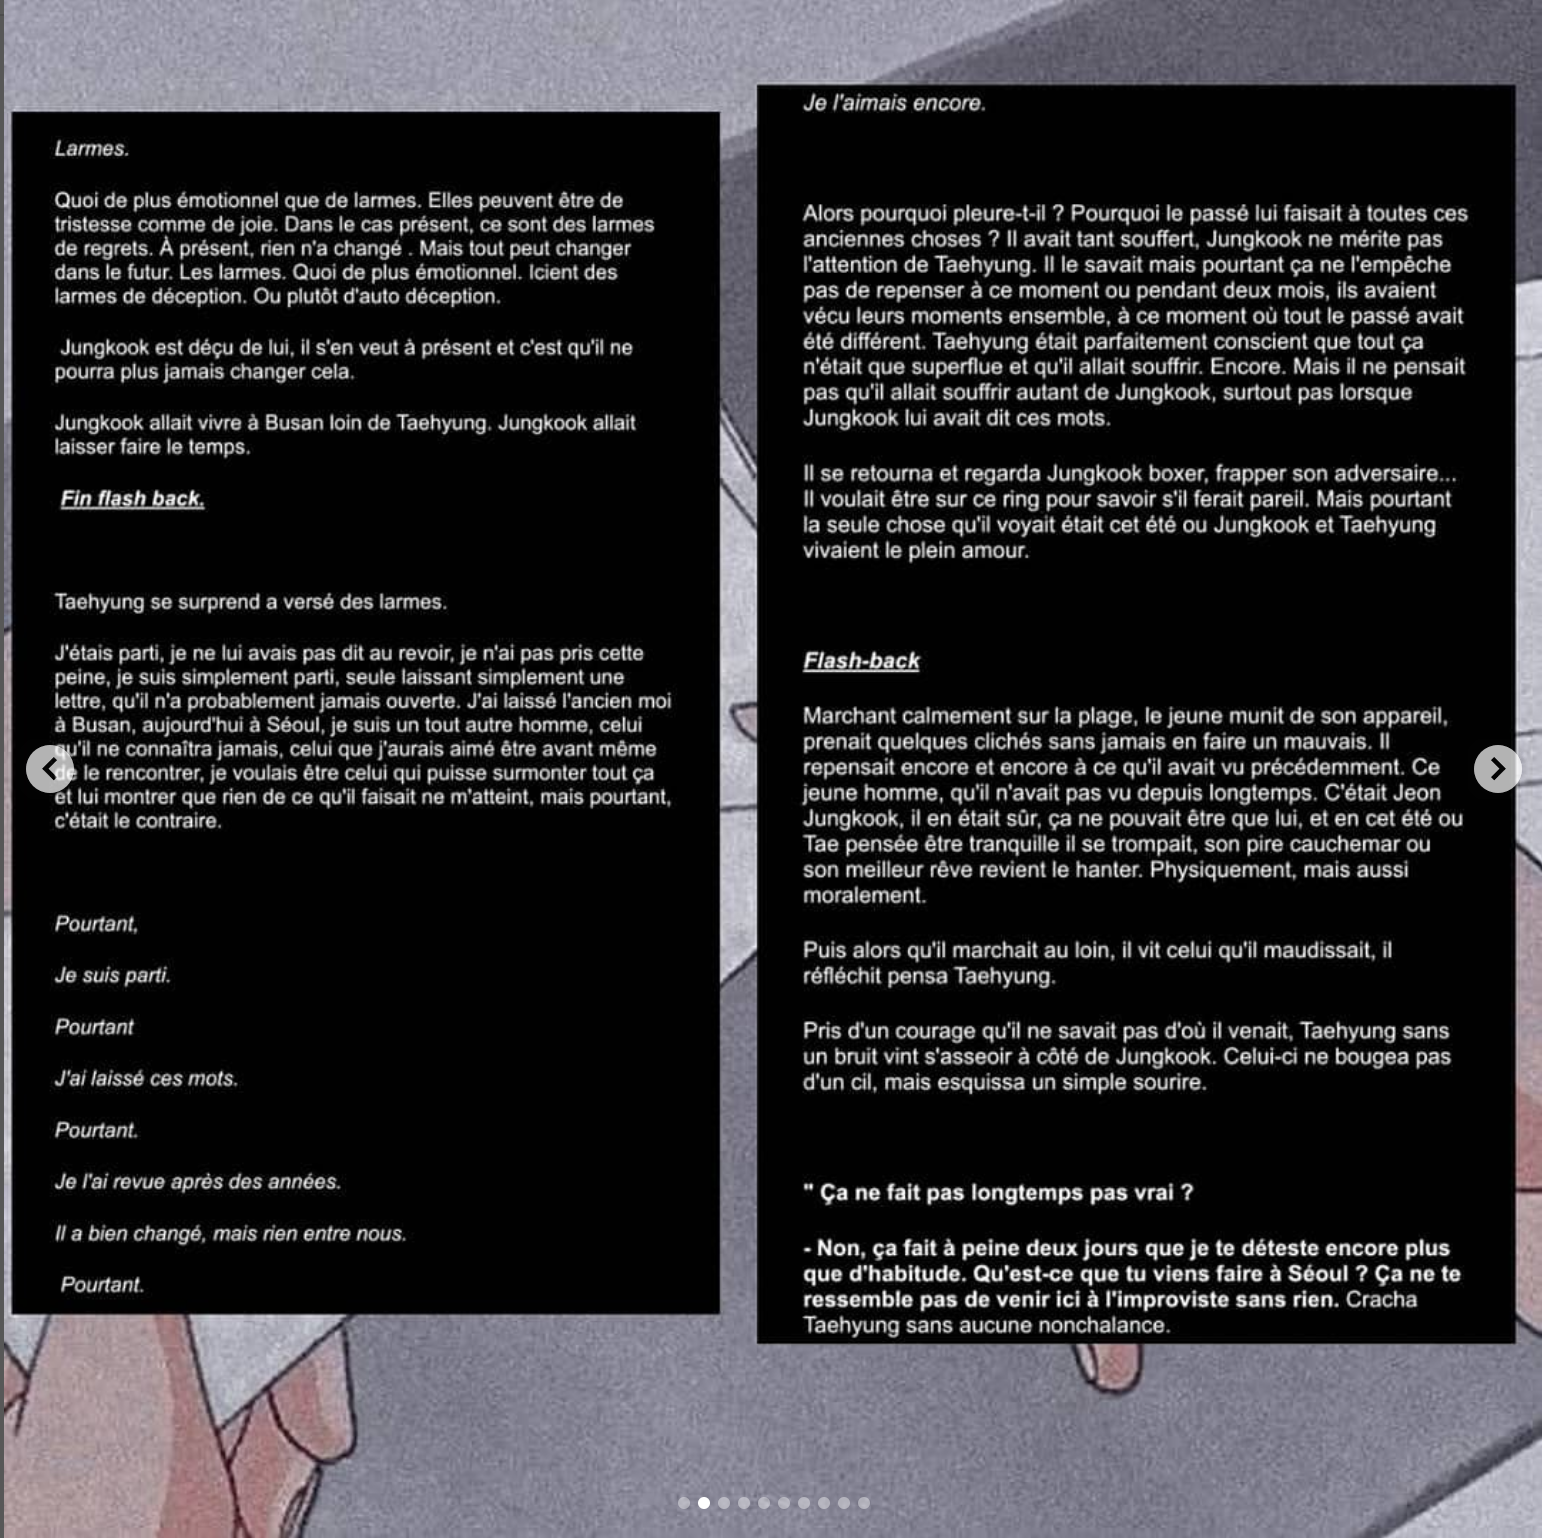 Larmes.
Quoi de plus émotionnel que de larmes. Elles peuvent être de
tristesse comme de joie. Dans le cas présent, ce sont des larmes
de regrets. À présent, rien n'a changé . Mais tout peut changer
dans le futur. Les larmes. Quoi de plus émotionnel. Icient des
larmes de déception. Ou plutôt d'auto déception.
Jungkook est déçu de lui, il s'en veut à présent et c'est qu'il ne
pourra plus jamais changer cela.
Jungkook allait vivre à Busan loin de Taehyung. Jungkook allait
laisser faire le temps.
Fin flash back.
Taehyung se surprend a versé des larmes.
J'étais parti, je ne lui avais pas dit au revoir, je n'ai pas pris cette
peine, je suis simplement parti, seule laissant simplement une
lettre, qu'il n'a probablement jamais ouverte. J'ai laissé l'ancien moi
à Busan, aujourd'hui à Séoul, je suis un tout autre homme, celui
qu'il ne connaîtra jamais, celui que j'aurais aimé être avant même
de le rencontrer, je voulais être celui qui puisse surmonter tout ça
et lui montrer que rien de ce qu'il faisait ne m'atteint, mais pourtant,
c'était le contraire.
Pourtant,
Je suis parti.
Pourtant
J'ai laissé ces mots.
Pourtant.
Je l'ai revue après des années.
Il a bien changé, mais rien entre nous.
Pourtant.
Je l'aimais encore.
Alors pourquoi pleure-t-il ? Pourquoi le passé lui faisait à toutes ces
anciennes choses ? Il avait tant souffert, Jungkook ne mérite pas
l'attention de Taehyung. Il le savait mais pourtant ça ne l'empêche
pas de repenser à ce moment ou pendant deux mois, ils avaient
vécu leurs moments ensemble, à ce moment où tout le passé avait
été différent. Taehyung était parfaitement conscient que tout ça
n'était que superflue et qu'il allait souffrir. Encore. Mais il ne pensait
pas qu'il allait souffrir autant de Jungkook, surtout pas lorsque
Jungkook lui avait dit ces mots.
Il se retourna et regarda Jungkook boxer, frapper son adversaire...
Il voulait être sur ce ring pour savoir s'il ferait pareil. Mais pourtant
la seule chose qu'il voyait était cet été ou Jungkook et Taehyung
vivaient le plein amour.
Flash-back
Marchant calmement sur la plage, le jeune munit de son appareil,
prenait quelques clichés sans jamais en faire un mauvais. Il
repensait encore et encore à ce qu'il avait vu précédemment. Ce
jeune homme, qu'il n'avait pas vu depuis longtemps. C'était Jeon
Jungkook, il en était sûr, ça ne pouvait être que lui, et en cet été ou
Tae pensée être tranquille il se trompait, son pire cauchemar ou
son meilleur rêve revient le hanter. Physiquement, mais aussi
moralement.
Puis alors qu'il marchait au loin, il vit celui qu'il maudissait, il
réfléchit pensa Taehyung.
Pris d'un courage qu'il ne savait pas d'où il venait, Taehyung sans
un bruit vint s'asseoir à côté de Jungkook. Celui-ci ne bougea pas
d'un cil, mais esquissa un simple sourire.
" Ça ne fait pas longtemps pas vrai ?
- Non, ça fait à peine deux jours que je te déteste encore plus
que d'habitude. Qu'est-ce que tu viens faire à Séoul ? Ça ne te
ressemble pas de venir ici à l'improviste sans rien. Cracha
Taehyung sans aucune nonchalance.